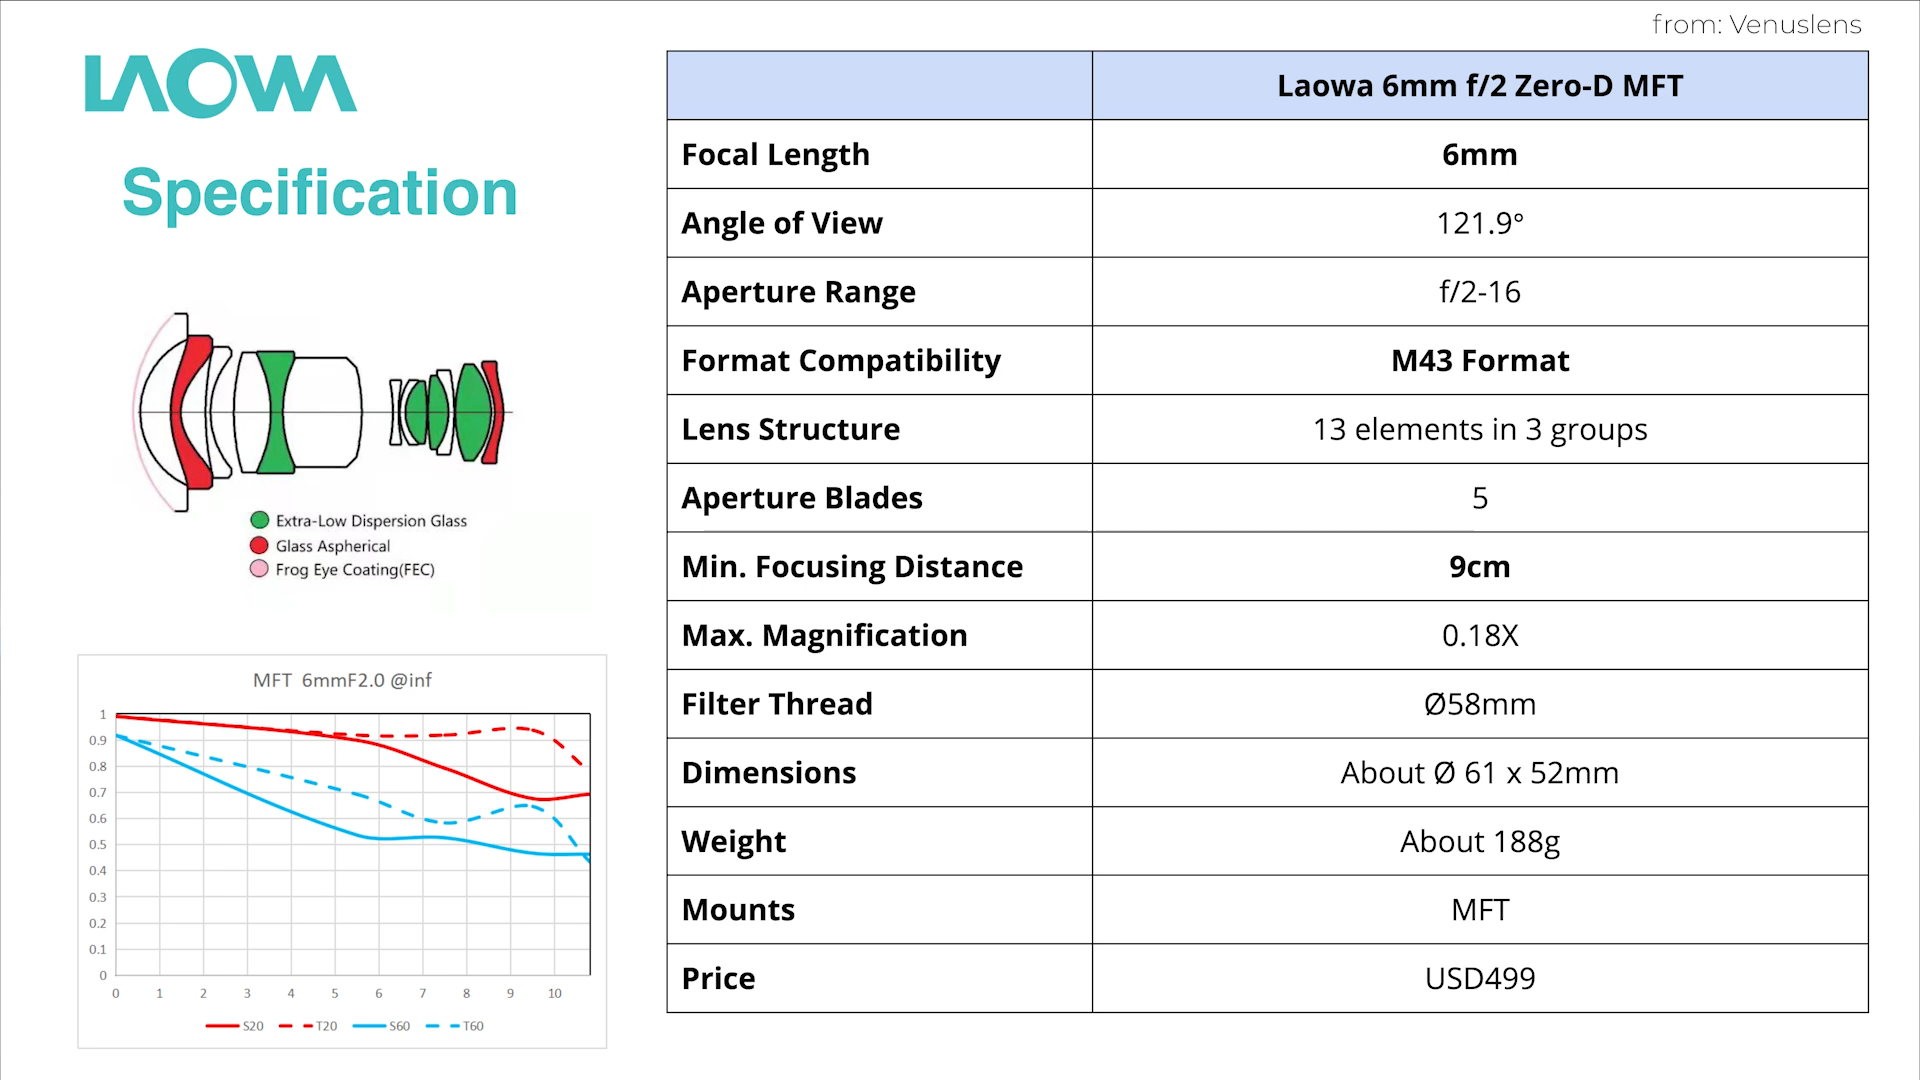 from: Venuslens
LAOWA
Specification
Extra-Low Dispersion Glass
Glass Aspherical
Frog Eye Coating(FEC)
MFT 6mmF2.0 @inf
1
0.9
0.8
0.7
0.6
0.5
0.4
0.3
0.2
0.1
0
0 1 2 3 4 5 6 7 8 9 10
S20 T20 S60 T60
Laowa 6mm f/2 Zero-D MFT
Focal Length 6mm
Angle of View 121.9°
Aperture Range f/2-16
Format Compatibility M43 Format
Lens Structure 13 elements in 3 groups
Aperture Blades 5
Min. Focusing Distance 9cm
Max. Magnification 0.18X
Filter Thread Ø58mm
Dimensions About Ø 61 x 52mm
Weight About 188g
Mounts MFT
Price USD499